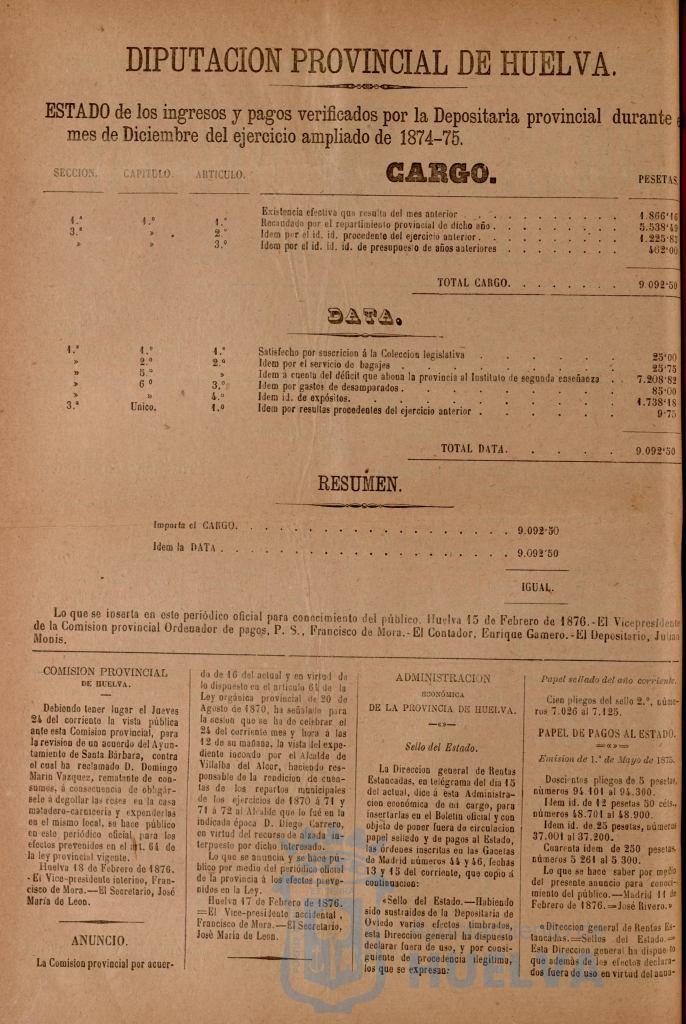 DIPUTACION PROVINCIAL DE HUELVA.
ESTADO de los ingresos y pagos verificados por la Depositaria provincial durante
mes de Diciembre del ejercicio ampliado de 1874-75.
SECCION. CAPITULO. ARTICULO. CARGO. PESETAS.
1.ª 1.º 1.º Existencia efectiva que resulta del mes anterior 1.866'16
3.ª » 2.º Recaudado por el repartimiento provincial de dicho año 5.538'49
» » 3.º Idem por el id. id. procedente del ejercicio anterior. 1.225'85
Idem por el id. id. id. de presupuesto de años anteriores 462'00
TOTAL CARGO. 9.092'50
DATA.
1.ª 1.º 1.º Satisfecho por suscricion á la Coleccion legislativa 25'00
» 2.º 2.º Idem por el servicio de bagajes 25'75
» 5.º » Idem á cuenta del déficit que abona la provincia al Instituto de segunda enseñanza 7.208'82
» 6º 3.º Idem por gastos de desamparados. 85'00
» » 4.º Idem id. de expósitos. 1.738'18
3.ª Unico. 1.º Idem por resultas procedentes del ejercicio anterior 9'75
TOTAL DATA. 9.092'50
RESUMEN.
Importa el CARGO. 9.092'50
Idem la DATA 9.092'50
IGUAL.
Lo que se inserta en este periódico oficial para conocimiento del público. Huelva 15 de Febrero de 1876.-El Vicepresidente
de la Comision provincial Ordenador de pagos, P. S., Francisco de Mora.-El Contador, Enrique Gamero.-El Depositario, Julian
Monis.
COMISION PROVINCIAL
DE HUELVA.
Debiendo tener lugar el Jueves
24 del corriente la vista pública
ante esta Comision provincial, para
la revision de un acuerdo del Ayun-
tamiento de Santa Bárbara, contra
el cual ha reclamado D. Domingo
Marin Vazquez, rematante de con-
sumos, á consecuencia de obligár-
sele á degollar las reses en la casa
matadero-carniceria y expenderlas
en el mismo local, se hace público
en este periódico oficial para los
efectos prevenidos en el art. 64 de
la ley provincial vigente.
Huelva 18 de Febrero de 1876.
-El Vice-presidente interino, Fran-
cisco de Mora.—El Secretario, José
Maria de Leon.
ANUNCIO.
La Comision provincial por acuer-
do de 16 del actual y en virtud de
lo dispuesto en el artículo 64 de la
Ley orgánica provincial de 20 de
Agosto de 1870, ha señalado para
la sesion que se ha de celebrar el
24 del corriente mes y hora á las
12 de su mañana, la vista del expe-
diente incoado por el Alcalde de
Villalba del Alcor, haciendo res-
ponsable de la rendicion de cuen-
tas de los repartos municipales
de los ejercicios de 1870 á 71 y
71 á 72 al Alcalde que lo fué en la
indicada época D. Diego Carrero,
en virtud del recurso de alzada in-
terpuesto por dicho interesado.
Lo que se anuncia y se hace pú-
blico por medio del periódico oficial
de la provincia á los efectos preve-
nidos en la Ley.
Huelva 17 de Febrero de 1876.
=El Vice-presidente accidental,
Francisco de Mora.—El Secretario,
José Maria de Leon.
ADMINISTRACION
ECONÓMICA
DE LA PROVINCIA DE HUELVA.
Sello del Estado.
La Direccion general de Rentas
Estancadas, en telégrama del dia 15
del actual, dice á esta Administra-
cion económica de mi cargo, para
insertarlas en el Boletin oficial y con
objeto de poner fuera de circulacion
papel sellado y de pagos al Estado,
las órdenes inscritas en las Gacetas
de Madrid números 44 y 46, fechas
13 y 15 del corriente, que copio á
continuacion:
«Sello del Estado.—Habiendo
sido sustraidos de la Depositaria de
Oviedo varios efectos timbrados,
esta Direccion general ha dispuesto
declarar fuera de uso, y por consi-
guiente de procedencia ilegitima,
los que se expresan:
Papel sellado del año corriente.
Cien pliegos del sello 2.º, núme-
ros 7.026 al 7.125.
PAPEL DE PAGOS AL ESTADO.
Emision de 1.º de Mayo de 1875.
Doscientos pliegos de 5 pesetas,
números 94 101 al 94.300.
Idem id. de 12 pesetas 50 céls.,
números 48.701 al 48.900.
Idem id. de 25 pesetas, números
37.001 al 37.200.
Cuarenta idem de 250 pesetas,
números 5 261 al 5 300.
Lo que se hace saber por medio
del presente anuncio para conoci-
miento del público.—Madrid 11 de
Febrero de 1876.=José Rivero.»
«Direccion general de Rentas Es-
tancadas.=Sellos del Estado.=
Esta Direccion general ha dispuesto
que además de los efectos declara-
dos fuera de uso en virtud del anun-
HUELVA